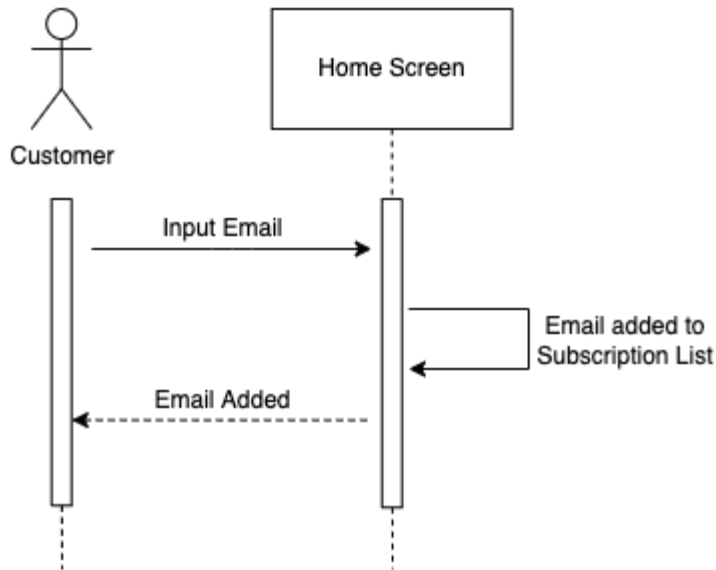 Home Screen
Customer
Input Email
Email added to
Subscription List
Email Added